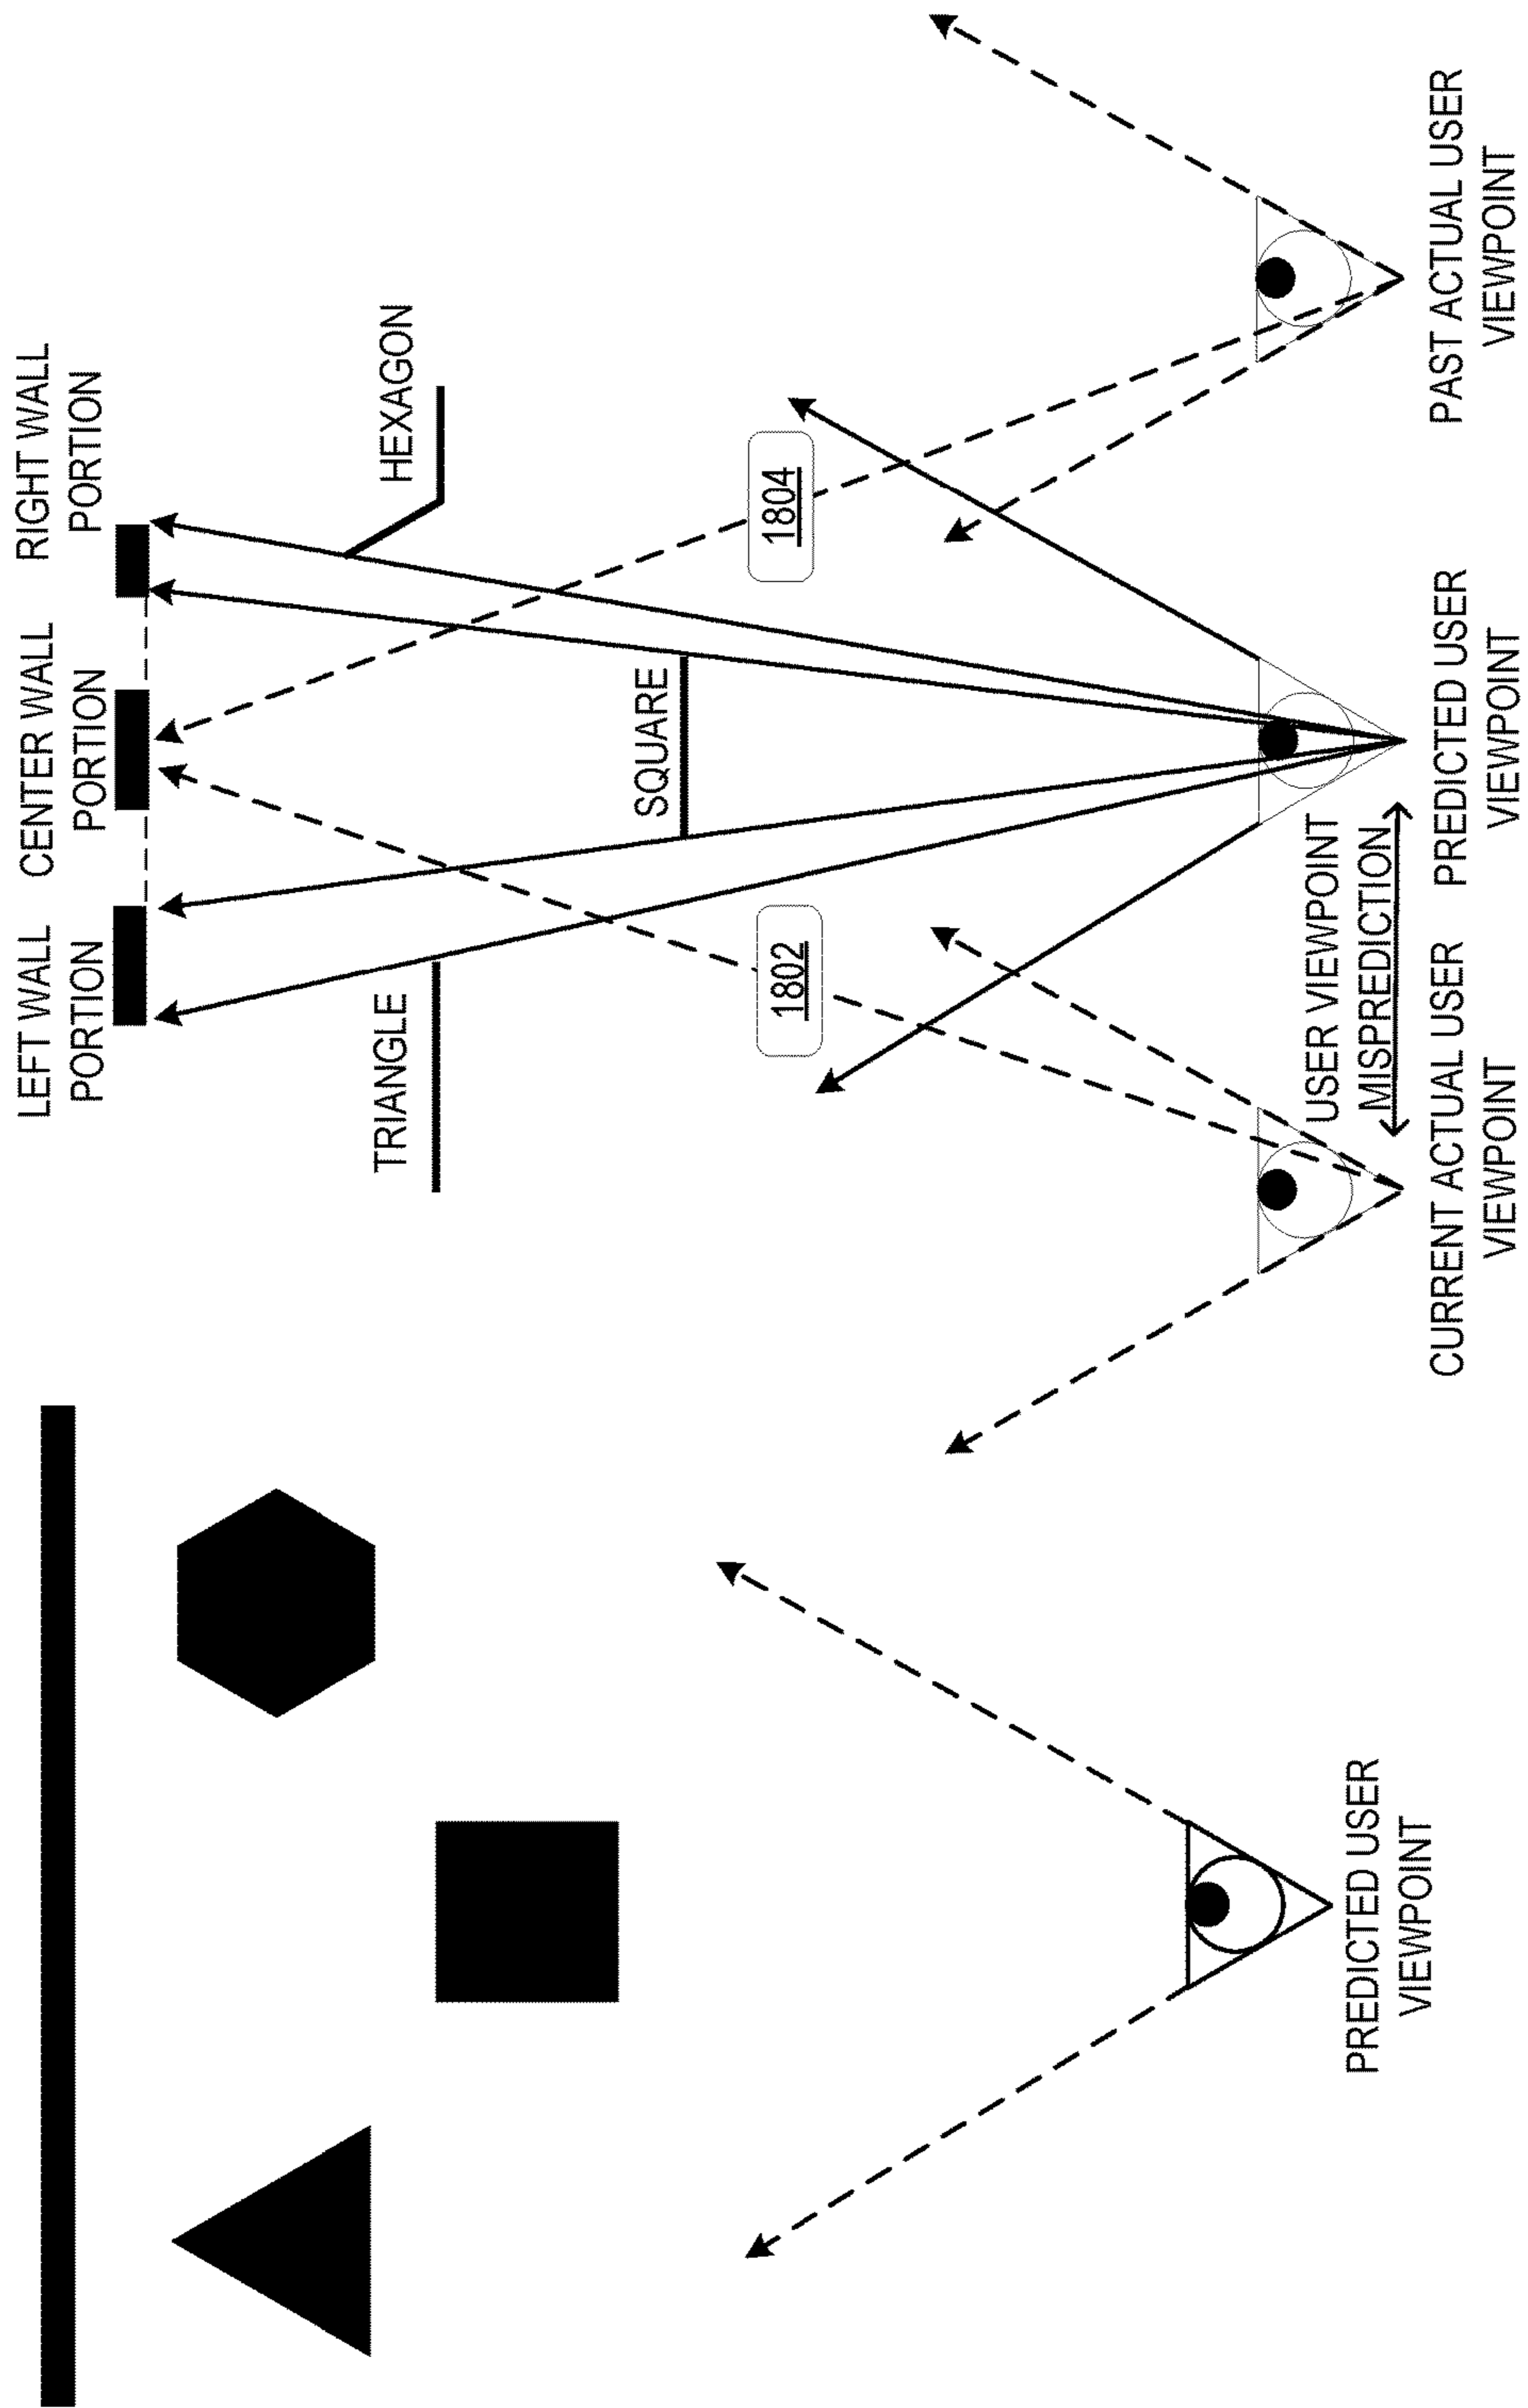 PREDICTED USER
VIEWPOINT
LEFT WALL
PORTION
CENTER WALL
PORTION
RIGHT WALL
PORTION
TRIANGLE
SQUARE
HEXAGON
1802
1804
USER VIEWPOINT
MISPREDICTION
CURRENT ACTUAL USER
VIEWPOINT
PREDICTED USER
VIEWPOINT
PAST ACTUAL USER
VIEWPOINT